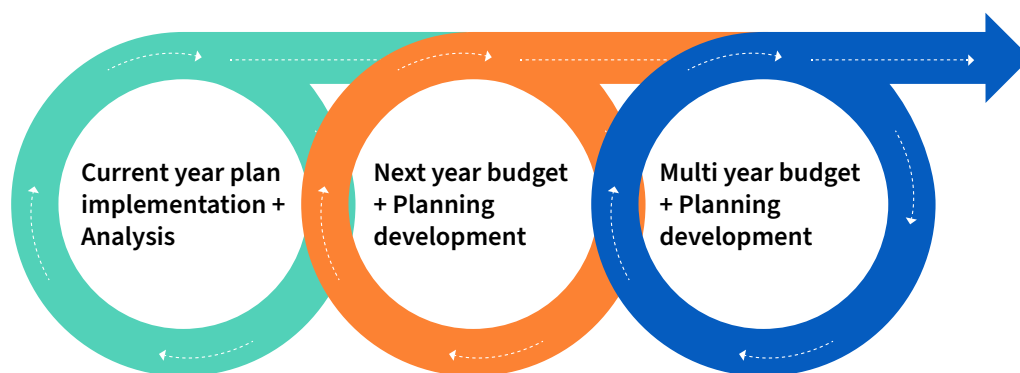 Current year plan
implementation +
Analysis
Next year budget
+ Planning
development
Multi year budget
+ Planning
development